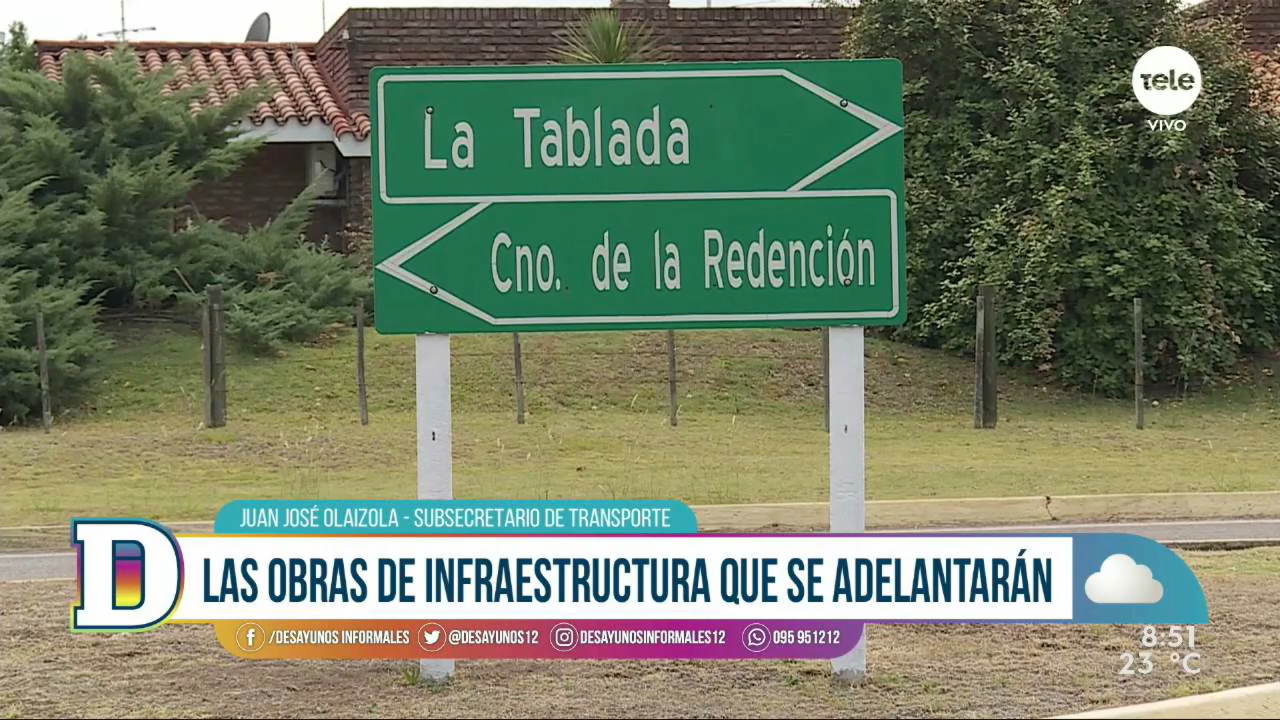 La Tablada
Cno. de la Redención
tele
VIVO
JUAN JOSÉ OLAIZOLA - SUBSECRETARIO DE TRANSPORTE
D
LAS OBRAS DE INFRAESTRUCTURA QUE SE ADELANTARÁN
/DESAYUNOS INFORMALES @DESAYUNOS12 DESAYUNOSINFORMALES12 095 951212
8:51
23 °C